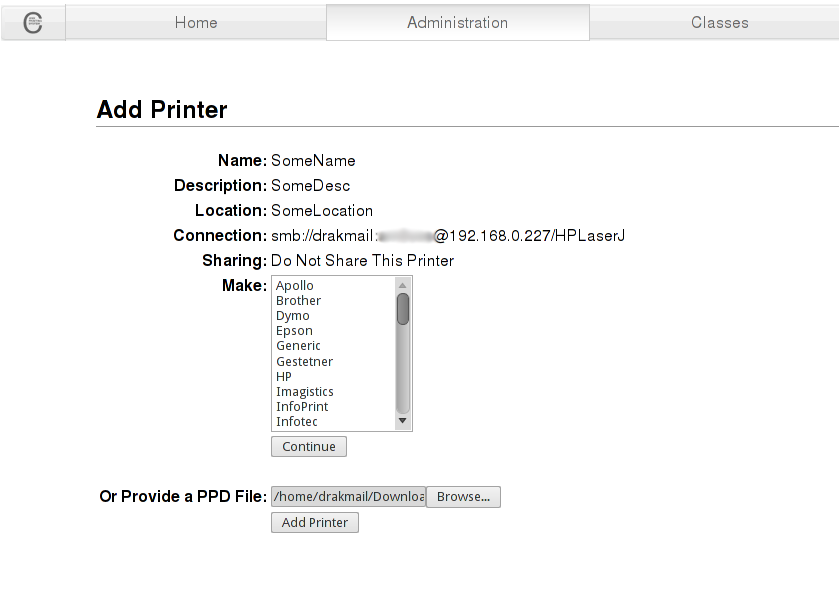 Home Administration Classes
Add Printer
Name: SomeName
Description: SomeDesc
Location: SomeLocation
Connection: smb://drakmail: @192.168.0.227/HPLaserJ
Sharing: Do Not Share This Printer
Make: Apollo
Brother
Dymo
Epson
Generic
Gestetner
HP
Imagistics
InfoPrint
Infotec
Continue
Or Provide a PPD File: /home/drakmail/Downloa Browse...
Add Printer